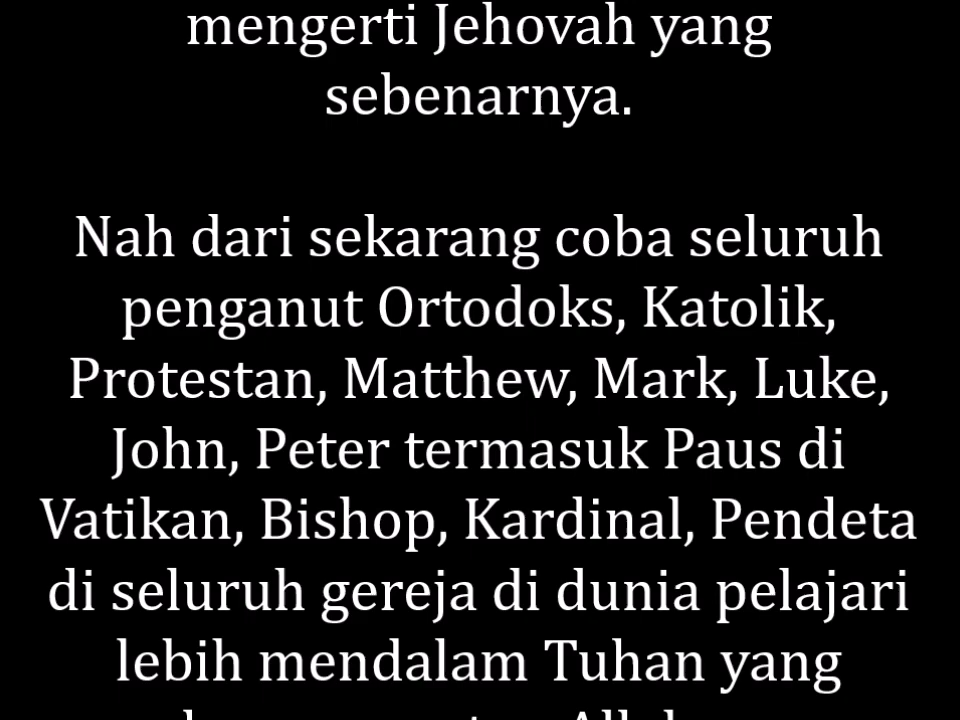 mengerti Jehovah yang
sebenarnya.
Nah dari sekarang coba seluruh
penganut Ortodoks, Katolik,
Protestan, Matthew, Mark, Luke,
John, Peter termasuk Paus di
Vatikan, Bishop, Kardinal, Pendeta
di seluruh gereja di dunia pelajari
lebih mendalam Tuhan yang